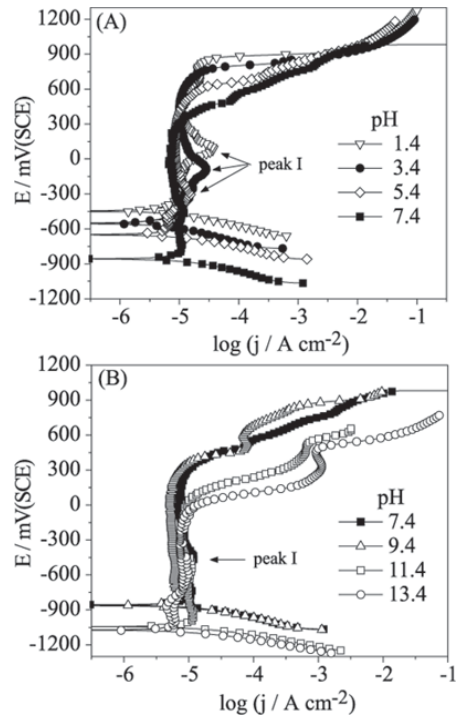 (A)
1200
900
600
300
0
-300
-600
-900
-1200
E / mV(SCE)
pH
1.4
3.4
5.4
7.4
peak I
-6 -5 -4 -3 -2 -1 0
log (j / A cm-2)
(B)
1200
900
600
300
0
-300
-600
-900
-1200
E / mV(SCE)
pH
7.4
9.4
11.4
13.4
peak I
-6 -5 -4 -3 -2 -1
log (j / A cm-2)